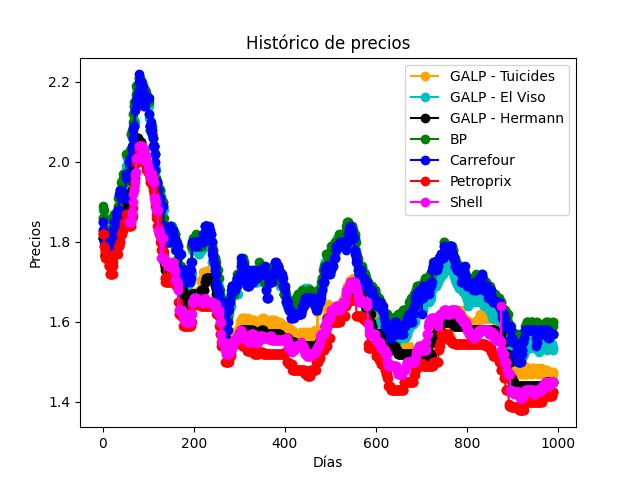 Histórico de precios
GALP - Tuicides
GALP - El Viso
GALP - Hermann
BP
Carrefour
Petroprix
Shell
Precios
2.2
2.0
1.8
1.6
1.4
0 200 400 600 800 1000
Días